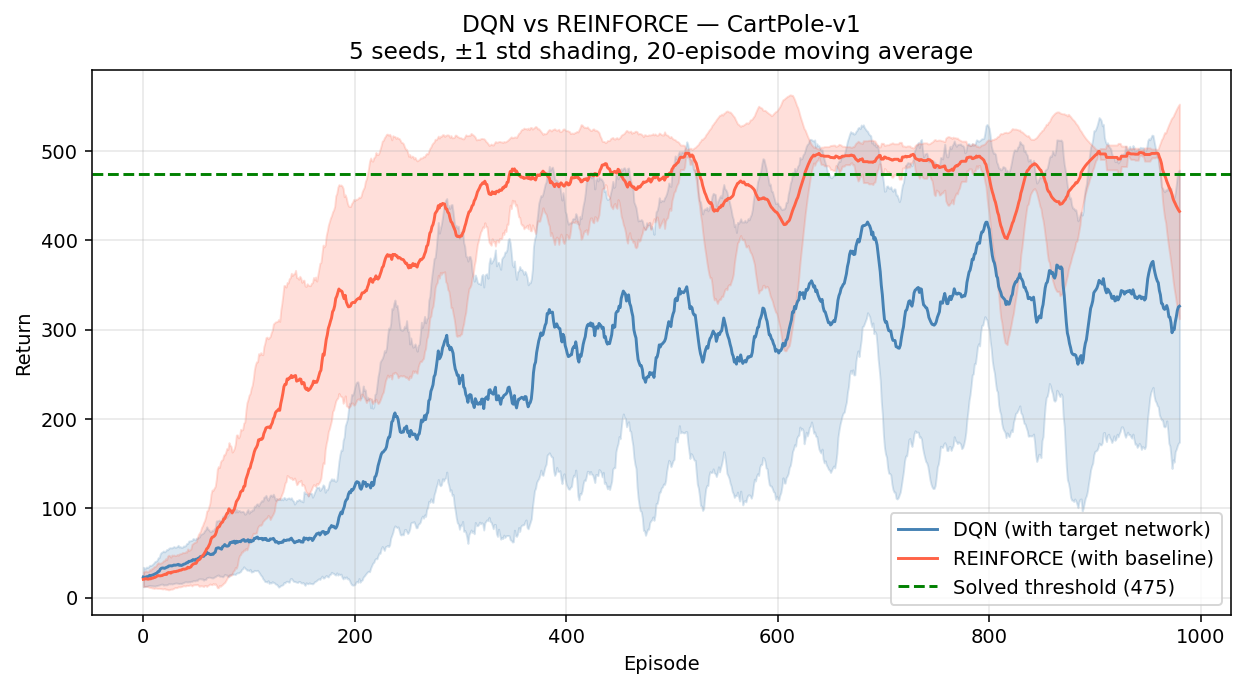 DQN vs REINFORCE — CartPole-v1
5 seeds, ±1 std shading, 20-episode moving average
Return
500
400
300
200
100
0
0 200 400 600 800 1000
Episode
DQN (with target network)
REINFORCE (with baseline)
Solved threshold (475)